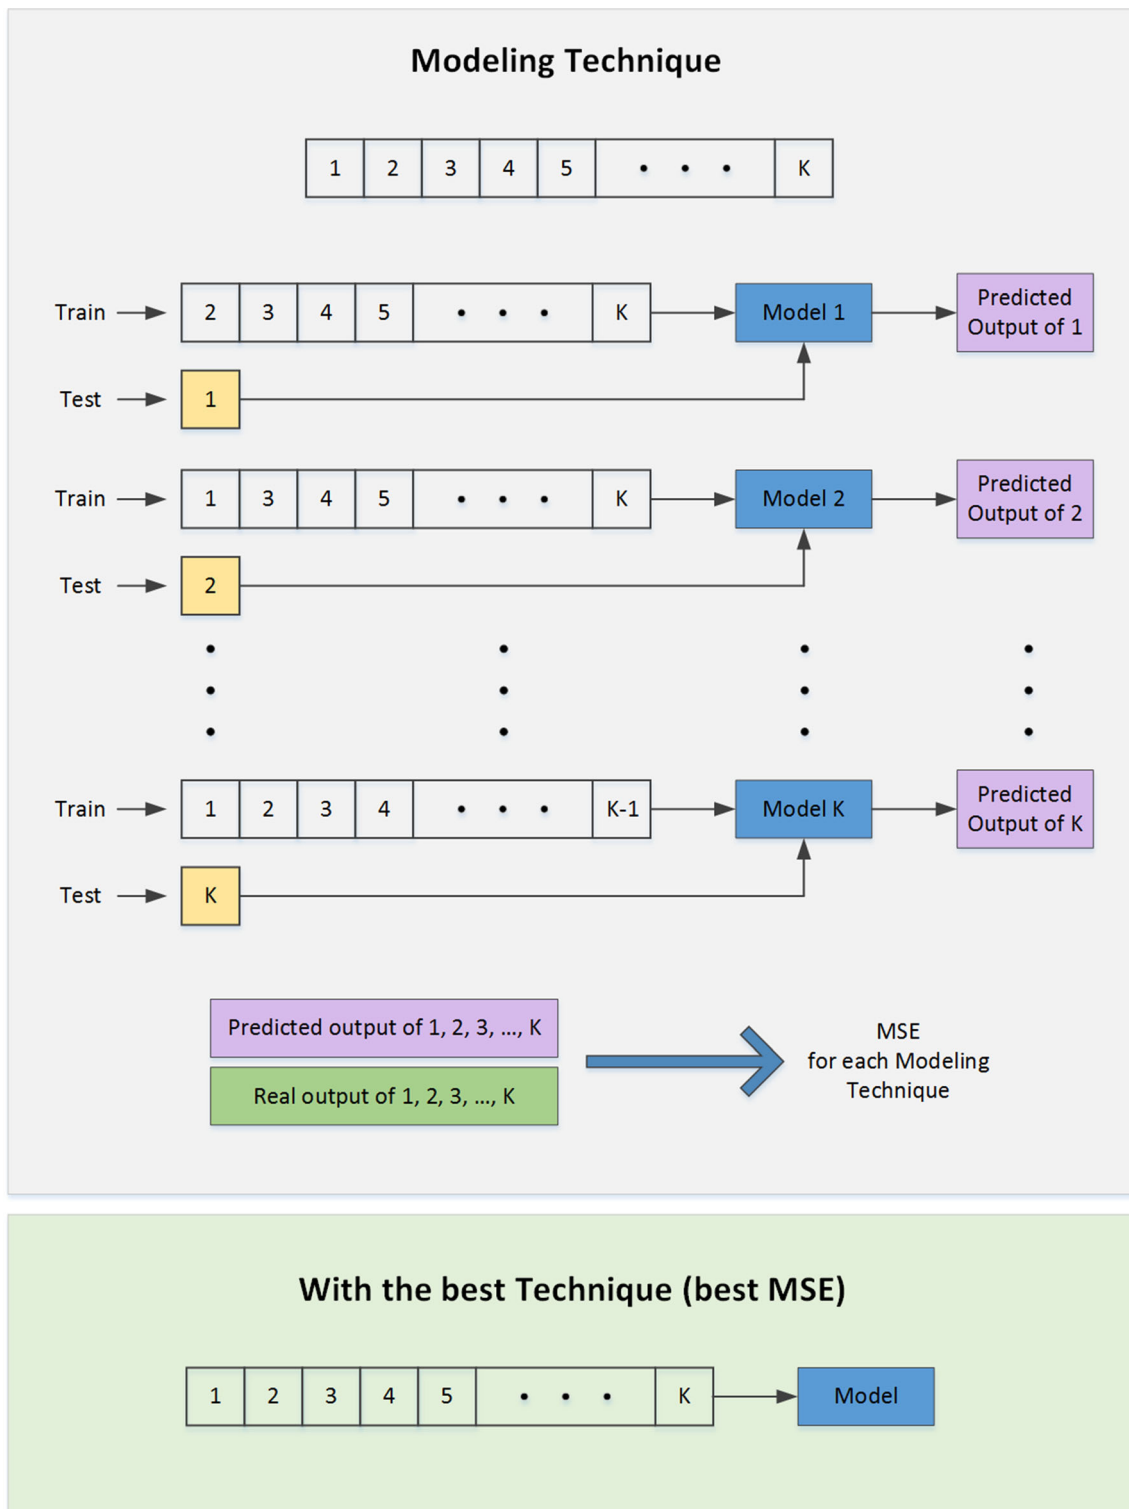 Modeling Technique
1 2 3 4 5 • • • K
Train 2 3 4 5 • • • K Model 1 Predicted
Output of 1
Test 1
Train 1 3 4 5 • • • K Model 2 Predicted
Output of 2
Test 2
Train 1 2 3 4 • • • K-1 Model K Predicted
Output of K
Test K
Predicted output of 1, 2, 3, ..., K
Real output of 1, 2, 3, ..., K
MSE
for each Modeling
Technique
With the best Technique (best MSE)
1 2 3 4 5 • • • K Model